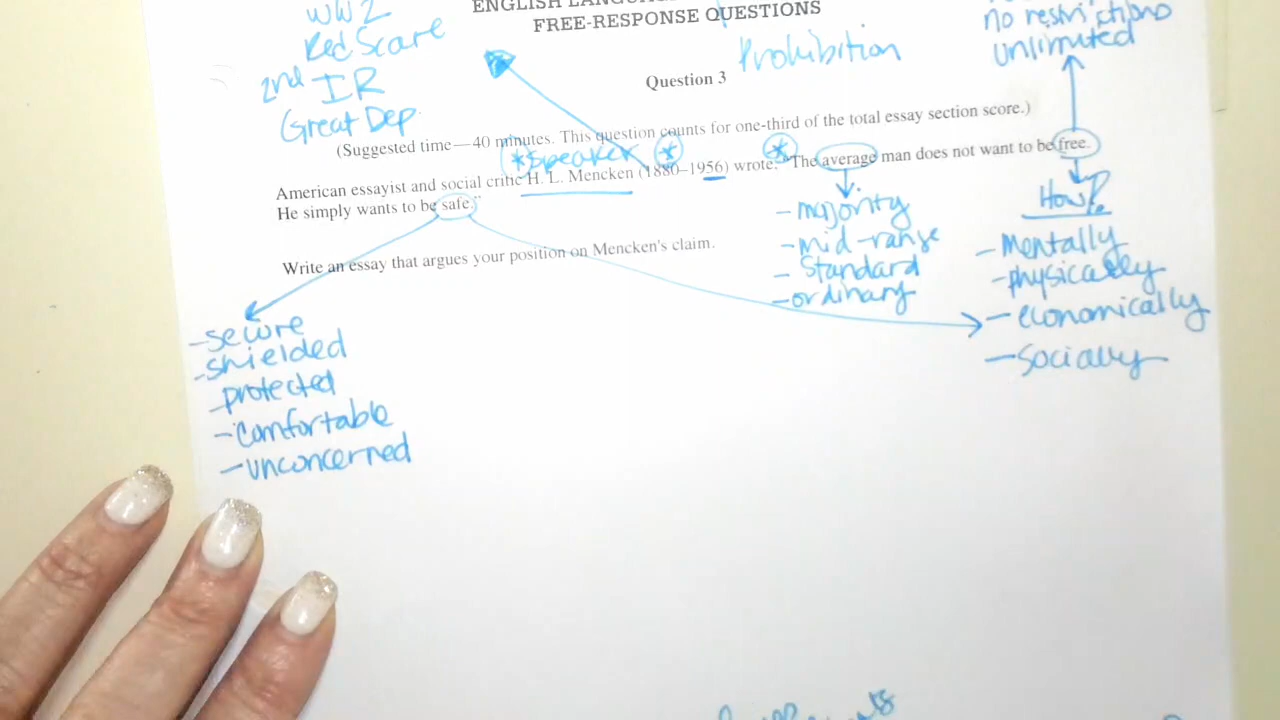 WW2
ENGLISH
Red Scare
FREE-RESPONSE QUESTIONS
no restrictions
unlimited
2nd IR
Prohibition
Question 3
Great Dep.
(Suggested time—40 minutes. This question counts for one-third of the total essay section score.)
*Speaker * *
American essayist and social critic H. L. Mencken (1880–1956) wrote: "The average man does not want to be free.
He simply wants to be safe."
How?
- majority
- mid-range
- Standard
- ordinary
- mentally
- physically
- economically
- Socially
Write an essay that argues your position on Mencken's claim.
- secure
- shielded
- protected
- comfortable
- unconcerned